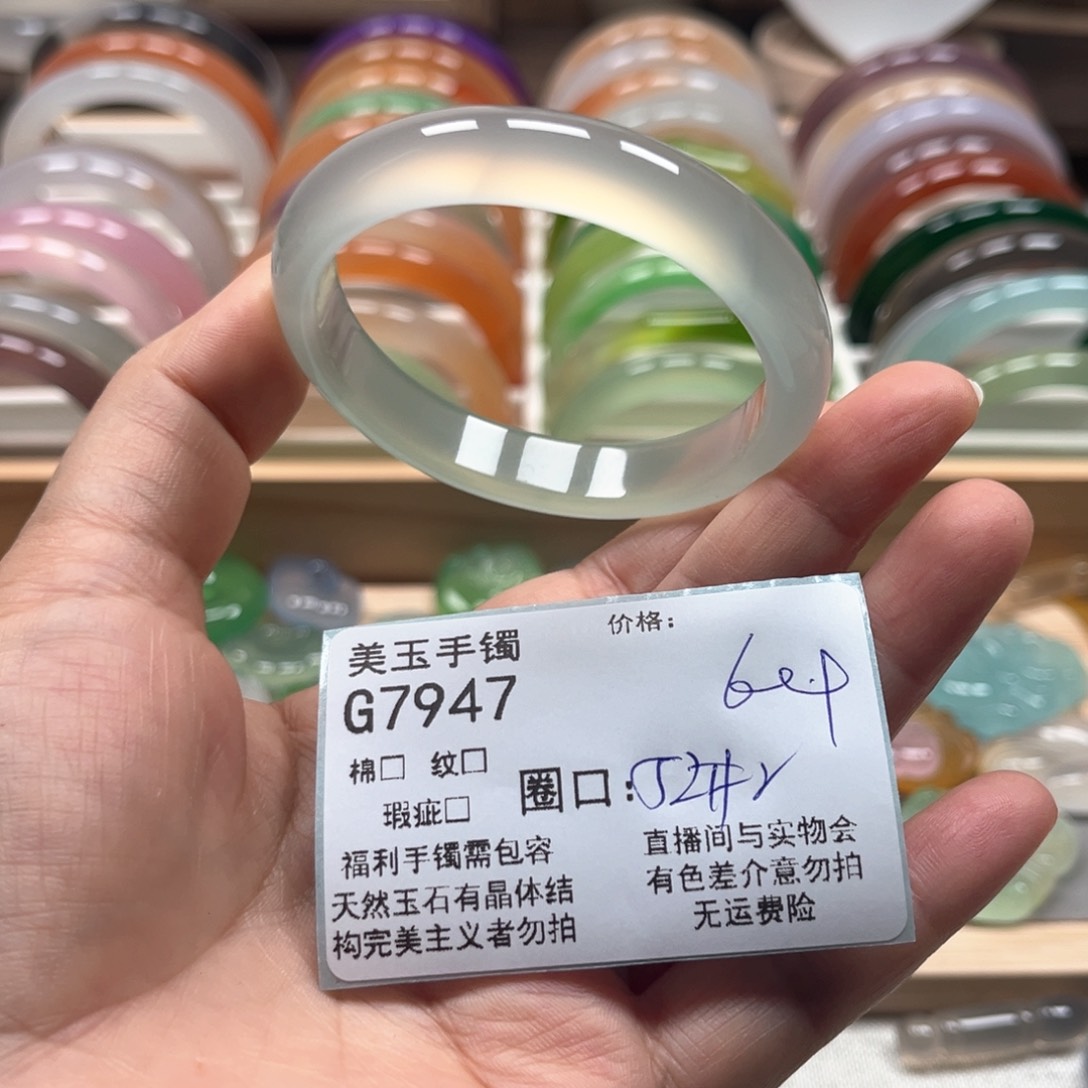 美玉手镯
价格：
G7947
棉□ 纹□
瑕疵□
圈口：52#
福利手镯需包容
天然玉石有晶体结
构完美主义者勿拍
直播间与实物会
有色差介意勿拍
无运费险